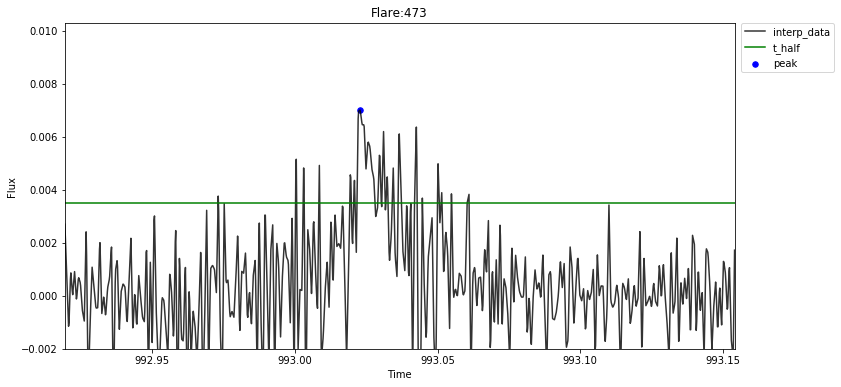 Flare:473
interp_data
t_half
peak
0.010
0.008
0.006
0.004
0.002
0.000
−0.002
Flux
992.95
993.00
993.05
993.10
993.15
Time